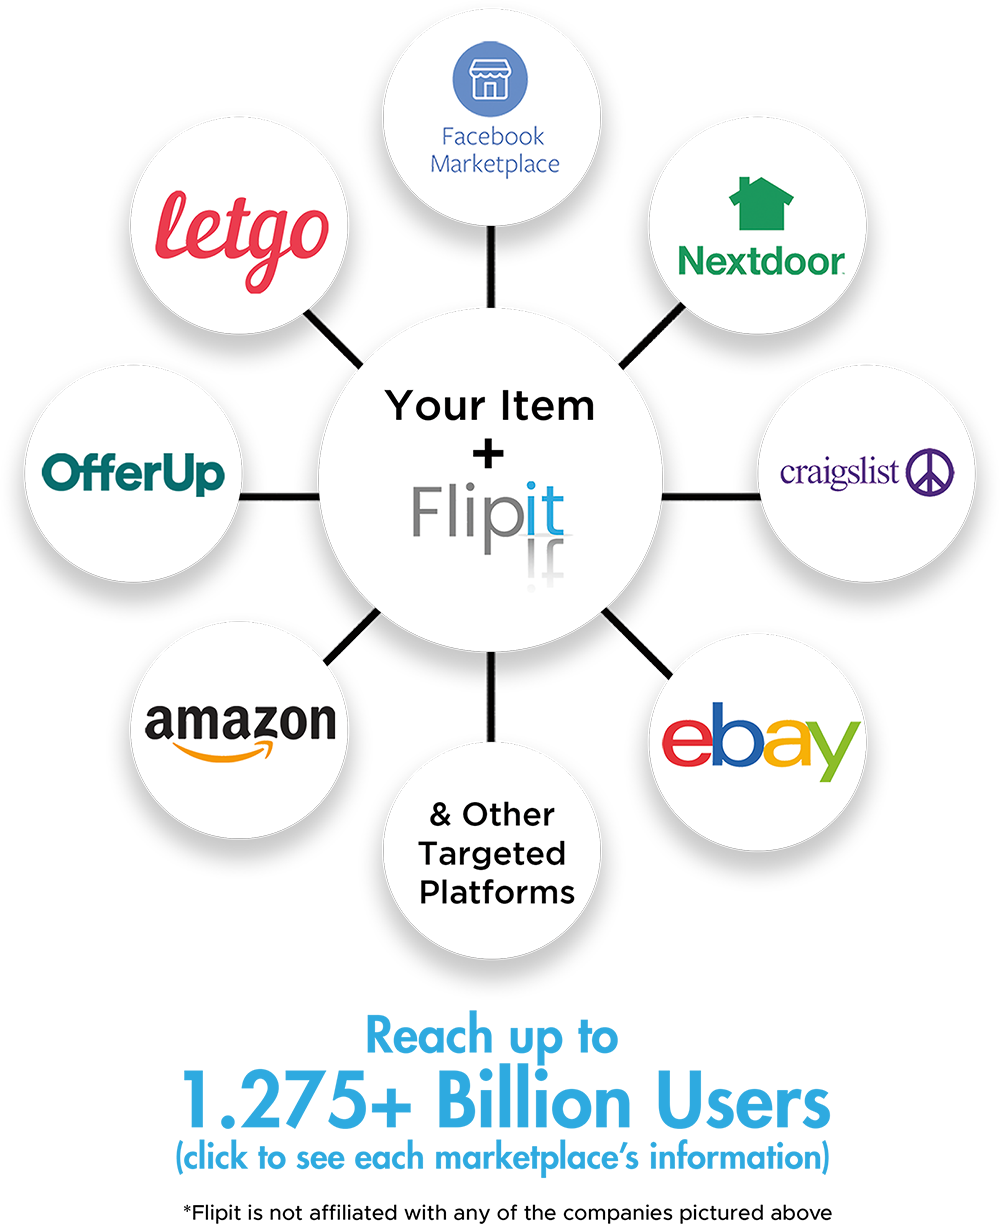 Facebook
Marketplace
letgo
Nextdoor
Your Item
+
Flipit
OfferUp
craigslist
amazon
ebay
& Other
Targeted
Platforms
Reach up to
1.275+ Billion Users
(click to see each marketplace’s information)
*Flipit is not affiliated with any of the companies pictured above